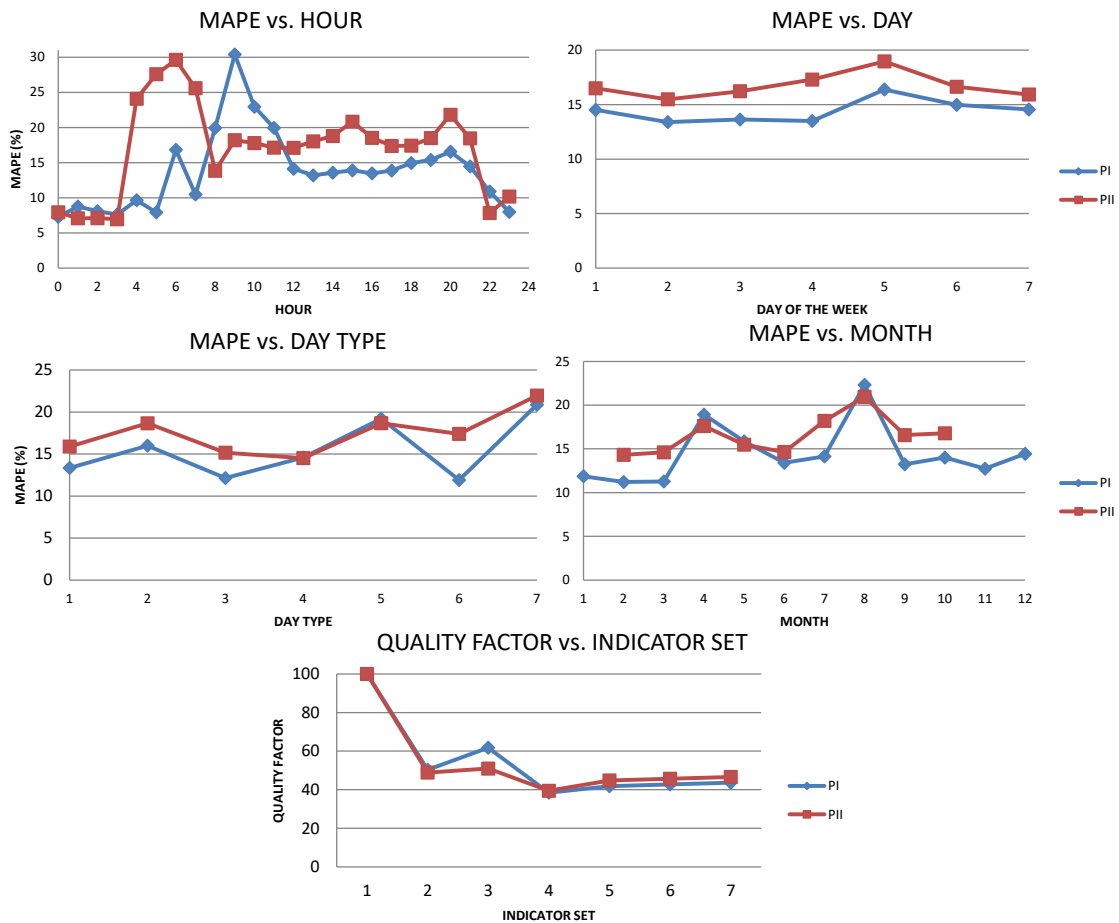 MAPE vs. HOUR
30
25
20
15
10
5
0
MAPE (%)
0 2 4 6 8 10 12 14 16 18 20 22 24
HOUR
MAPE vs. DAY
20
15
10
5
0
1 2 3 4 5 6 7
DAY OF THE WEEK
PI
PII
MAPE vs. DAY TYPE
25
20
15
10
5
0
MAPE (%)
1 2 3 4 5 6 7
DAY TYPE
MAPE vs. MONTH
25
20
15
10
5
0
1 2 3 4 5 6 7 8 9 10 11 12
MONTH
PI
PII
QUALITY FACTOR vs. INDICATOR SET
100
80
60
40
20
0
QUALITY FACTOR
1 2 3 4 5 6 7
INDICATOR SET
PI
PII